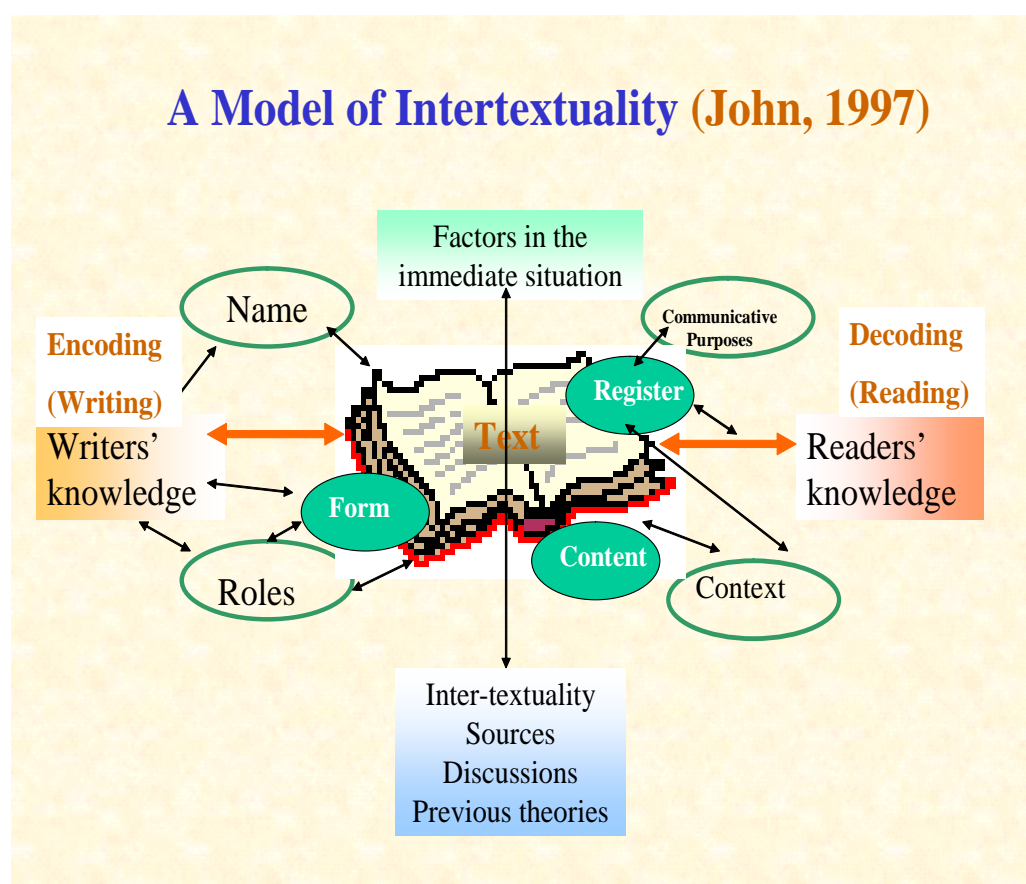 A Model of Intertextuality (John, 1997)
Factors in the
immediate situation
Name
Communicative
Purposes
Encoding
(Writing)
Decoding
(Reading)
Register
Text
Writers’
knowledge
Readers’
knowledge
Form
Content
Roles
Context
Inter-textuality
Sources
Discussions
Previous theories